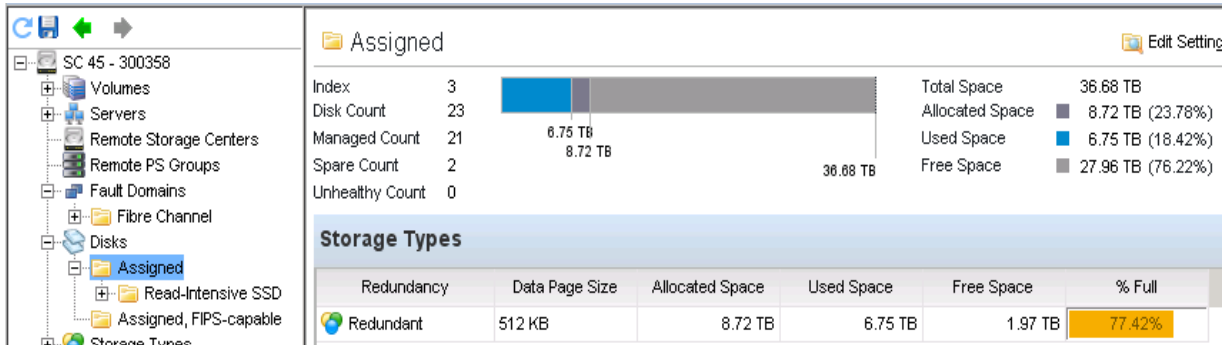 SC 45 - 300358
Volumes
Servers
Remote Storage Centers
Remote PS Groups
Fault Domains
Fibre Channel
Disks
Assigned
Read-Intensive SSD
Assigned, FIPS-capable
Storage Types
Assigned
Edit Setting
Index 3
Disk Count 23
Managed Count 21
Spare Count 2
Unhealthy Count 0
6.75 TB
8.72 TB
36.68 TB
Total Space 36.68 TB
Allocated Space 8.72 TB (23.78%)
Used Space 6.75 TB (18.42%)
Free Space 27.96 TB (76.22%)
Storage Types
Redundancy Data Page Size Allocated Space Used Space Free Space % Full
Redundant 512 KB 8.72 TB 6.75 TB 1.97 TB 77.42%